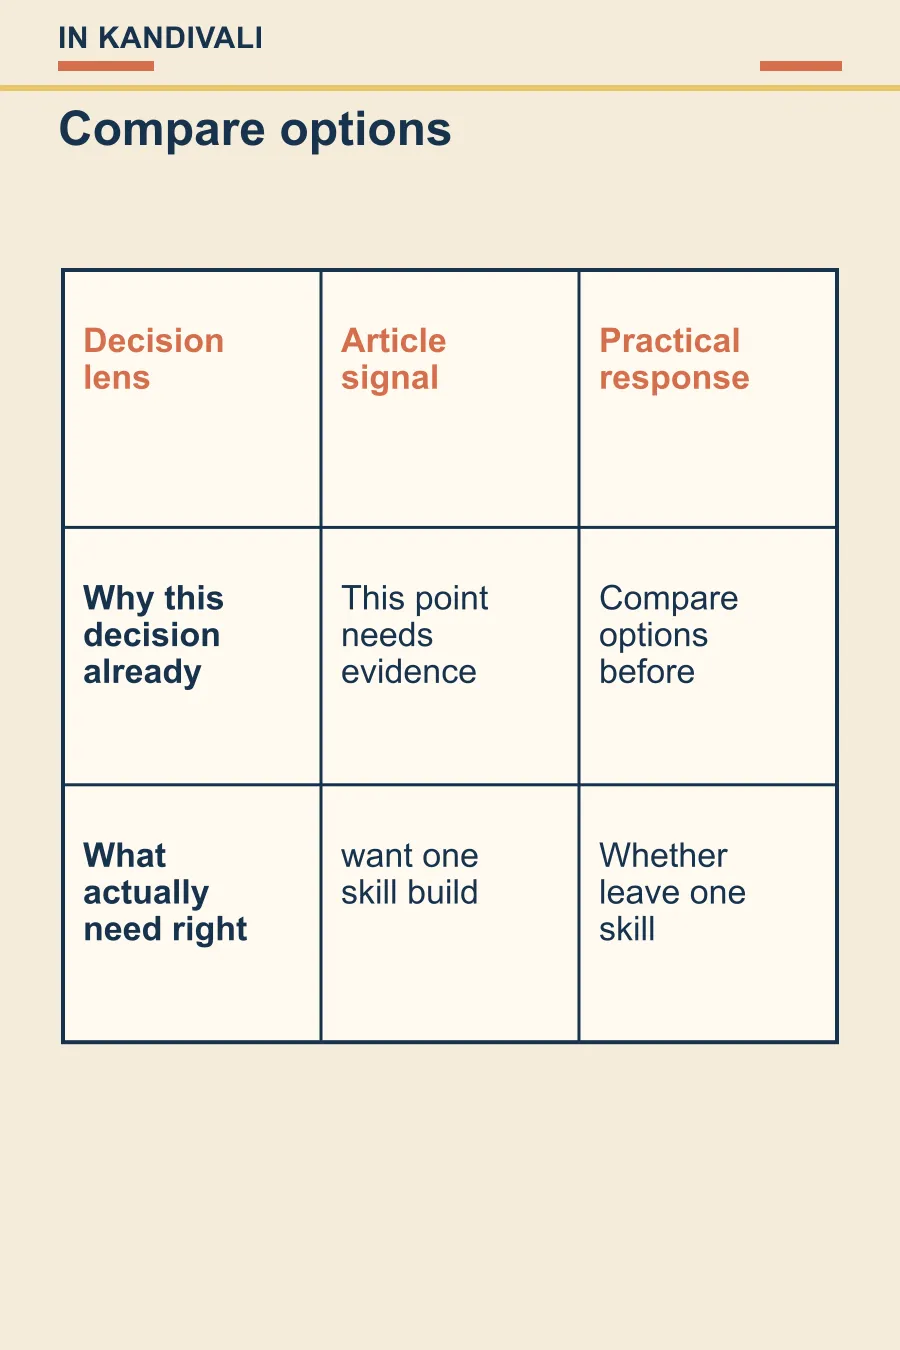 IN KANDIVALI
Compare options
Decision
lens
Article
signal
Practical
response
Why this
decision
already
This point
needs
evidence
Compare
options
before
What
actually
need right
want one
skill build
Whether
leave one
skill